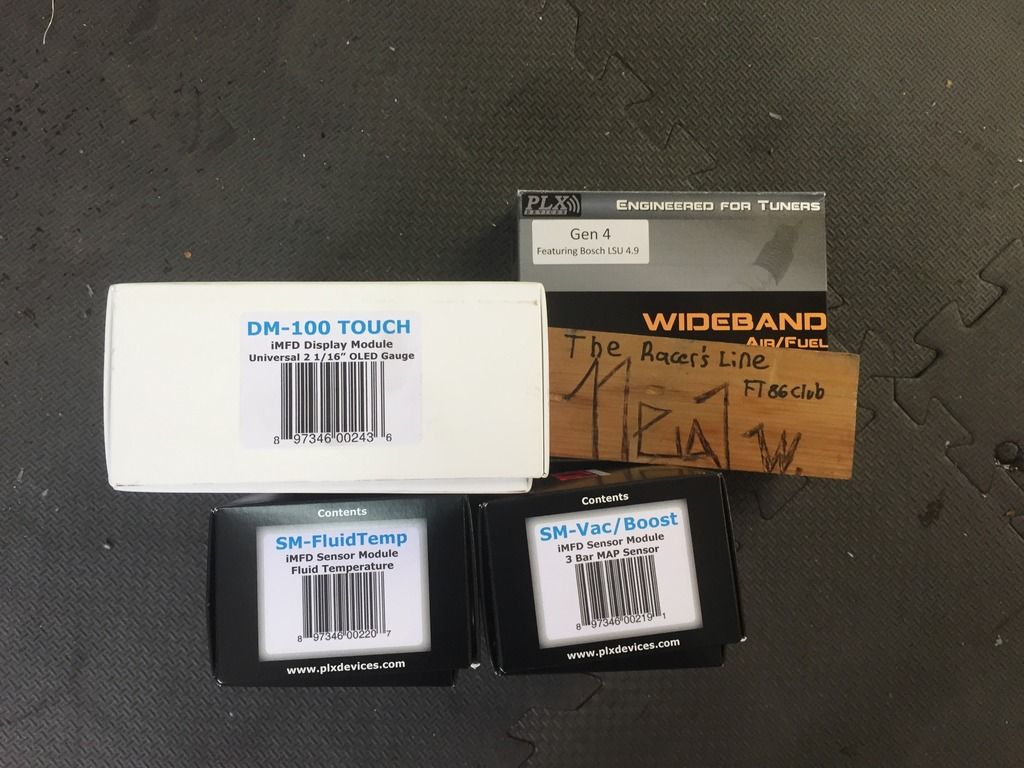 PLX DEVICES
ENGINEERED FOR TUNERS
Gen 4
Featuring Bosch LSU 4.9
WIDEBAND
AIR/FUEL
DM-100 TOUCH
iMFD Display Module
Universal 2 1/16" OLED Gauge
8 97346 00243 6
The Racer's Line
FT86club
W.
Contents
SM-FluidTemp
iMFD Sensor Module
Fluid Temperature
8 97346 00220 7
www.plxdevices.com
Contents
SM-Vac/Boost
iMFD Sensor Module
3 Bar MAP Sensor
8 97346 00219 1
www.plxdevices.com